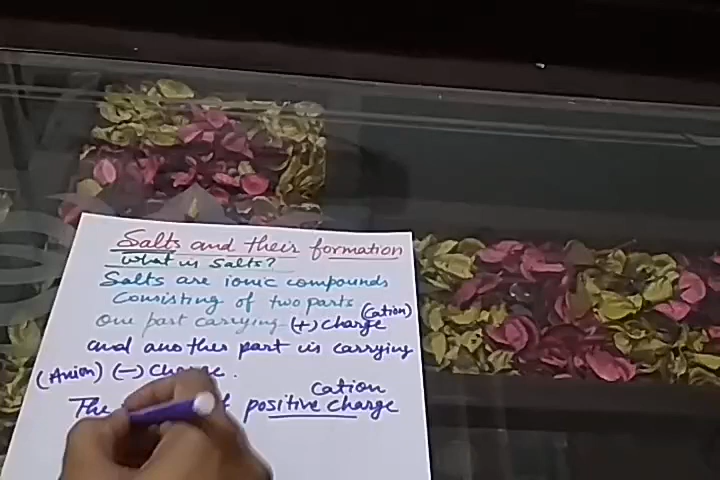 Salts and their formation
What is Salts?
Salts are ionic compounds
Consisting of two parts
(Cation)
one part carrying (+) charge
and another part is carrying
(Anion) (-) Charge.
cation
The of positive charge